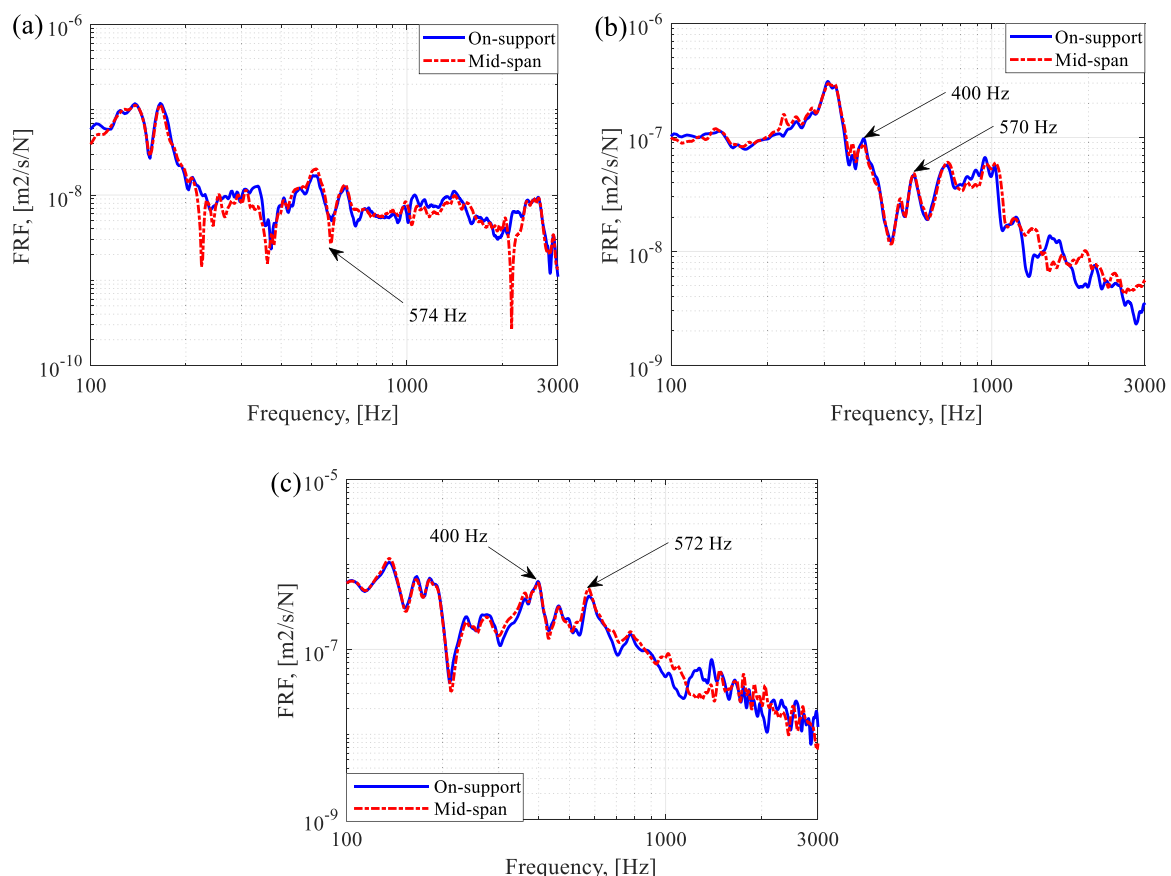 (a)
10^-6
10^-8
10^-10
FRF, [m2/s/N]
On-support
Mid-span
574 Hz
100
1000
3000
Frequency, [Hz]
(b)
10^-6
10^-7
10^-8
10^-9
FRF, [m2/s/N]
On-support
Mid-span
400 Hz
570 Hz
100
1000
3000
Frequency, [Hz]
(c)
10^-5
10^-7
10^-9
FRF, [m2/s/N]
400 Hz
572 Hz
On-support
Mid-span
100
1000
3000
Frequency, [Hz]